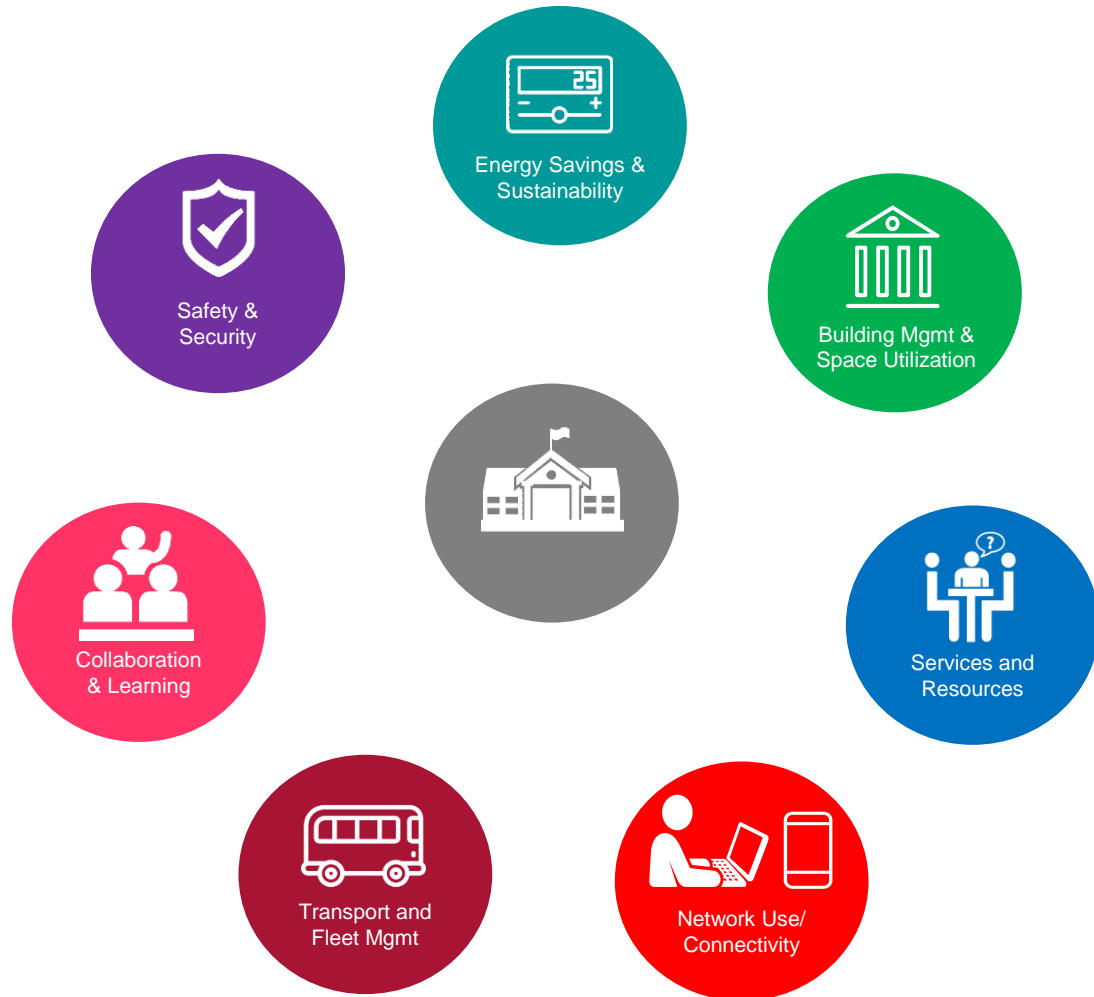 25
Energy Savings &
Sustainability
Safety &
Security
Building Mgmt &
Space Utilization
Collaboration
& Learning
?
Services and
Resources
Transport and
Fleet Mgmt
Network Use/
Connectivity